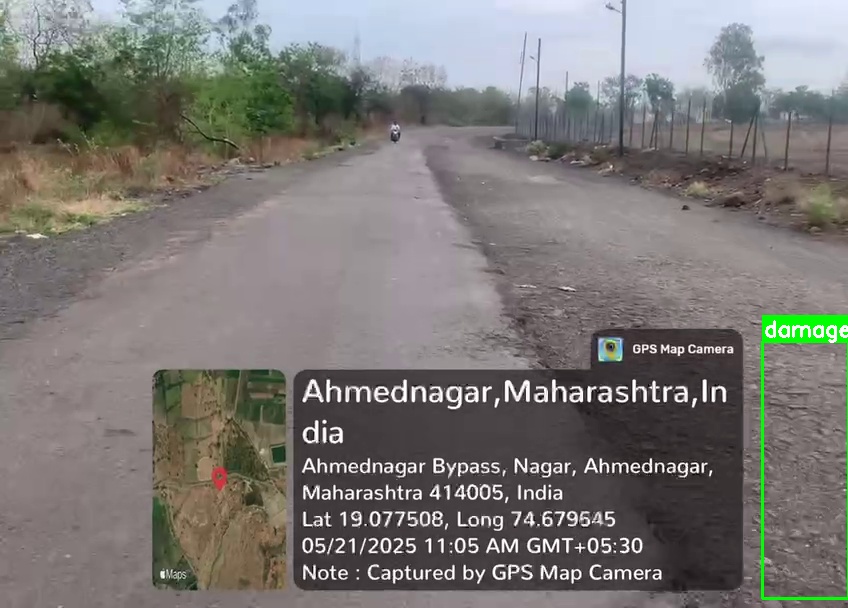 damage
GPS Map Camera
Ahmednagar,Maharashtra,In
dia
Ahmednagar Bypass, Nagar, Ahmednagar,
Maharashtra 414005, India
Lat 19.077508, Long 74.679645
05/21/2025 11:05 AM GMT+05:30
Note : Captured by GPS Map Camera
Maps